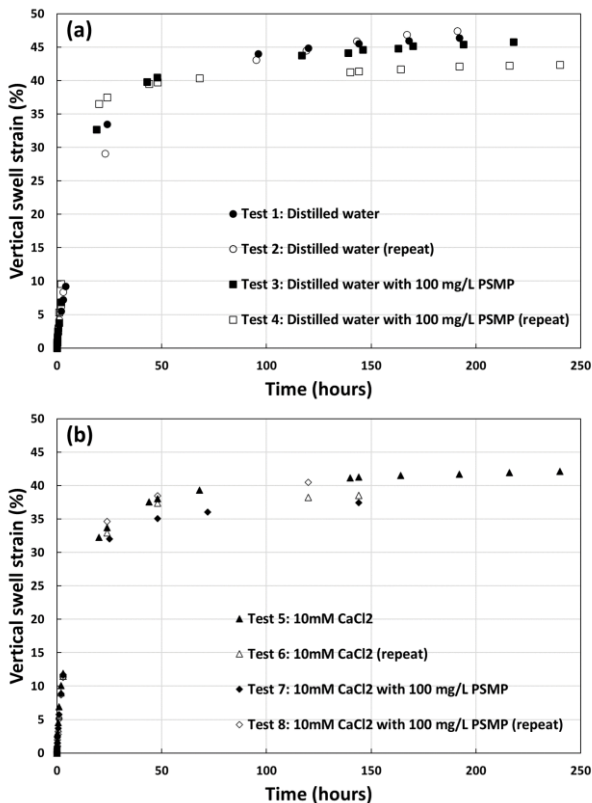 (a)
50
45
40
35
30
25
20
15
10
5
0
Vertical swell strain (%)
Test 1: Distilled water
Test 2: Distilled water (repeat)
Test 3: Distilled water with 100 mg/L PSMP
Test 4: Distilled water with 100 mg/L PSMP (repeat)
0 50 100 150 200 250
Time (hours)
(b)
50
45
40
35
30
25
20
15
10
5
0
Vertical swell strain (%)
Test 5: 10mM CaCl2
Test 6: 10mM CaCl2 (repeat)
Test 7: 10mM CaCl2 with 100 mg/L PSMP
Test 8: 10mM CaCl2 with 100 mg/L PSMP (repeat)
0 50 100 150 200 250
Time (hours)